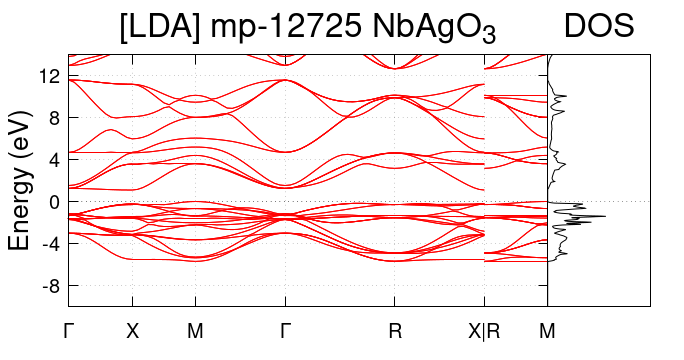 [LDA] mp-12725 NbAgO₃ DOS
Energy (eV)
12
8
4
0
-4
-8
Γ X M Γ R X|R M